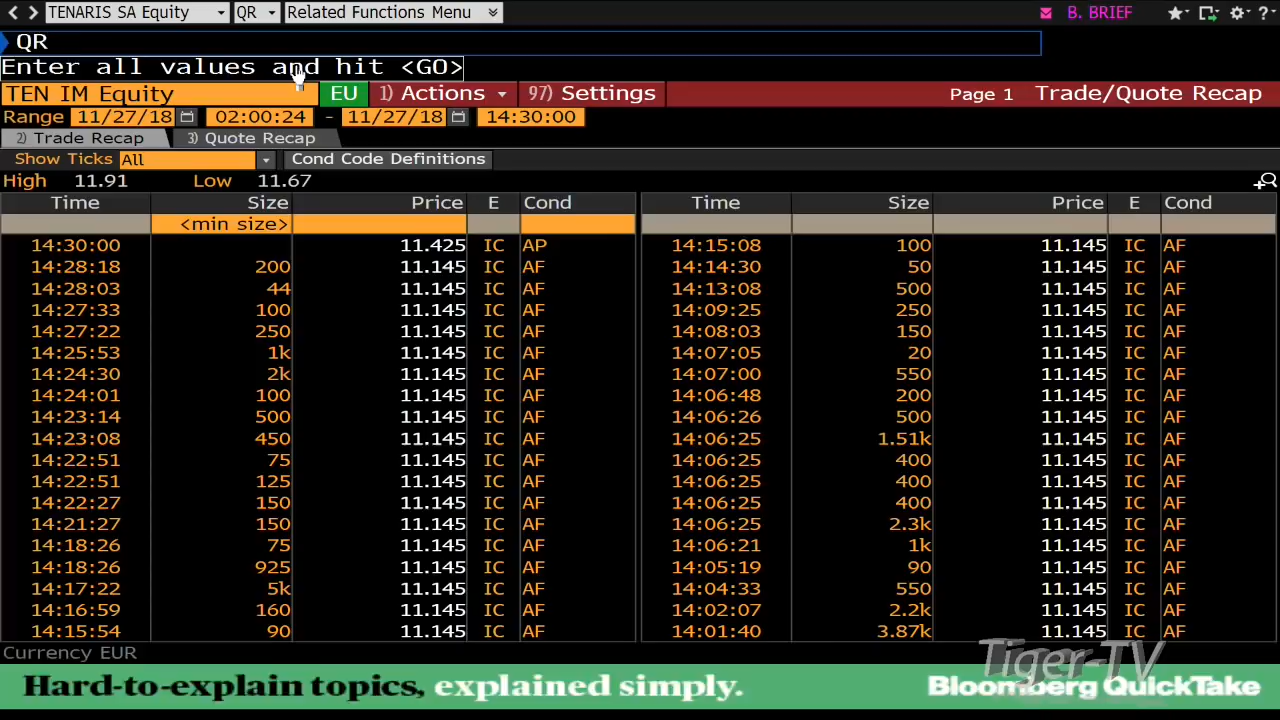 TENARIS SA Equity QR Related Functions Menu B. BRIEF
QR
Enter all values and hit <GO>
TEN IM Equity EU 1) Actions 97) Settings Page 1 Trade/Quote Recap
Range 11/27/18 02:00:24 - 11/27/18 14:30:00
2) Trade Recap 3) Quote Recap
Show Ticks All Cond Code Definitions
High 11.91 Low 11.67
Time Size Price E Cond Time Size Price E Cond
<min size>
14:30:00 11.425 IC AP 14:15:08 100 11.145 IC AF
14:28:18 200 11.145 IC AF 14:14:30 50 11.145 IC AF
14:28:03 44 11.145 IC AF 14:13:08 500 11.145 IC AF
14:27:33 100 11.145 IC AF 14:09:25 250 11.145 IC AF
14:27:22 250 11.145 IC AF 14:08:03 150 11.145 IC AF
14:25:53 1k 11.145 IC AF 14:07:05 20 11.145 IC AF
14:24:30 2k 11.145 IC AF 14:07:00 550 11.145 IC AF
14:24:01 100 11.145 IC AF 14:06:48 200 11.145 IC AF
14:23:14 500 11.145 IC AF 14:06:26 500 11.145 IC AF
14:23:08 450 11.145 IC AF 14:06:25 1.51k 11.145 IC AF
14:22:51 75 11.145 IC AF 14:06:25 400 11.145 IC AF
14:22:51 125 11.145 IC AF 14:06:25 400 11.145 IC AF
14:22:27 150 11.145 IC AF 14:06:25 400 11.145 IC AF
14:21:27 150 11.145 IC AF 14:06:25 2.3k 11.145 IC AF
14:18:26 75 11.145 IC AF 14:06:21 1k 11.145 IC AF
14:18:26 925 11.145 IC AF 14:05:19 90 11.145 IC AF
14:17:22 5k 11.145 IC AF 14:04:33 550 11.145 IC AF
14:16:59 160 11.145 IC AF 14:02:07 2.2k 11.145 IC AF
14:15:54 90 11.145 IC AF 14:01:40 3.87k 11.145 IC AF
Currency EUR
Tiger-TV
Hard-to-explain topics, explained simply. Bloomberg QuickTake